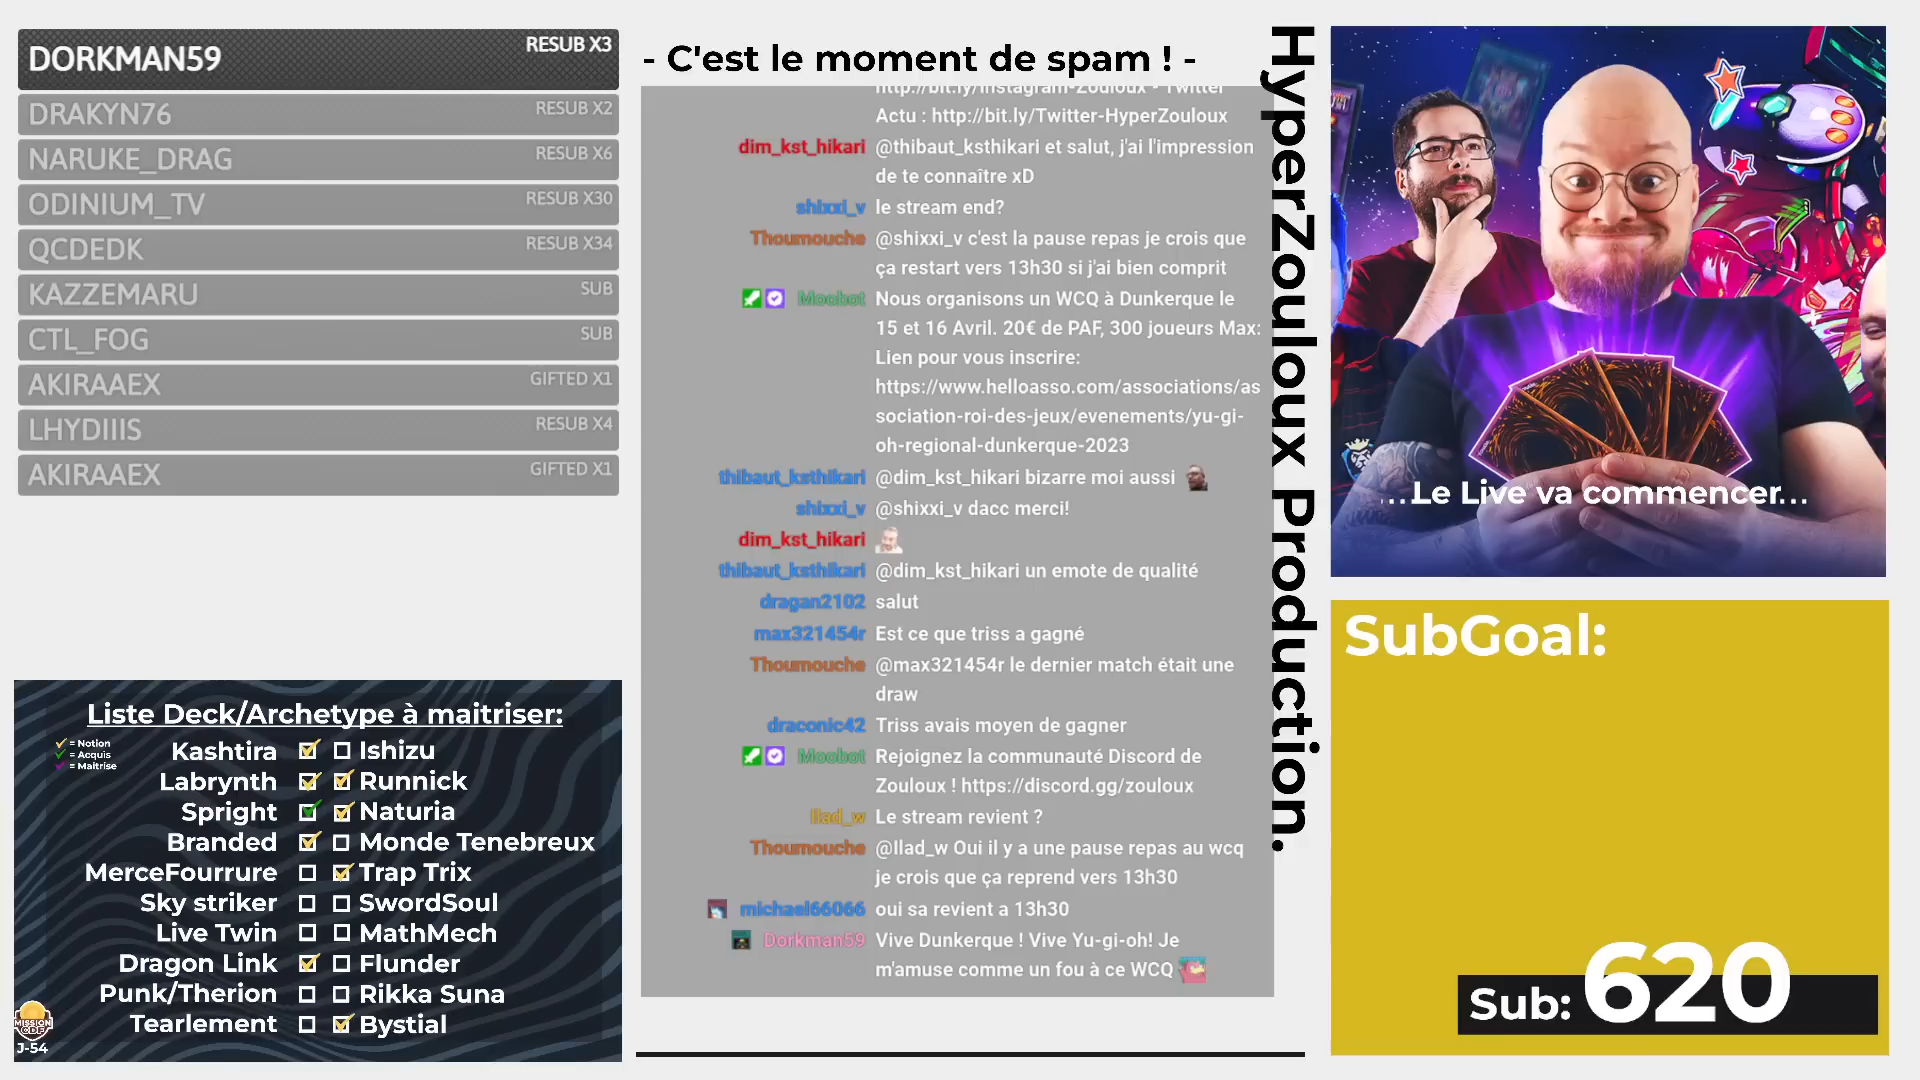 DORKMAN59 RESUB X3
DRAKYN76 RESUB X2
NARUKE_DRAG RESUB X6
ODINIUM_TV RESUB X30
QCDEDK RESUB X34
KAZZEMARU SUB
CTL_FOG SUB
AKIRAAEX GIFTED X1
LHYDIIIS RESUB X4
AKIRAAEX GIFTED X1
Liste Deck/Archetype à maitriser:
= Notion
= Acquis
= Maitrise
Kashtira Ishizu
Labrynth Runnick
Spright Naturia
Branded Monde Tenebreux
MerceFourrure Trap Trix
Sky striker SwordSoul
Live Twin MathMech
Dragon Link Flunder
Punk/Therion Rikka Suna
Tearlement Bystial
MISSION
CDF
J-54
- C'est le moment de spam ! -
http://bit.ly/Instagram-Zouloux - Twitter
Actu : http://bit.ly/Twitter-HyperZouloux
dim_kst_hikari @thibaut_ksthikari et salut, j'ai l'impression
de te connaître xD
shixxi_v le stream end?
Thoumouche @shixxi_v c'est la pause repas je crois que
ça restart vers 13h30 si j'ai bien comprit
Moobot Nous organisons un WCQ à Dunkerque le
15 et 16 Avril. 20€ de PAF, 300 joueurs Max:
Lien pour vous inscrire:
https://www.helloasso.com/associations/as
sociation-roi-des-jeux/evenements/yu-gi-
oh-regional-dunkerque-2023
thibaut_ksthikari @dim_kst_hikari bizarre moi aussi
shixxi_v @shixxi_v dacc merci!
dim_kst_hikari
thibaut_ksthikari @dim_kst_hikari un emote de qualité
dragan2102 salut
max321454r Est ce que triss a gagné
Thoumouche @max321454r le dernier match était une
draw
draconic42 Triss avais moyen de gagner
Moobot Rejoignez la communauté Discord de
Zouloux ! https://discord.gg/zouloux
llad_w Le stream revient ?
Thoumouche @llad_w Oui il y a une pause repas au wcq
je crois que ça reprend vers 13h30
michael66066 oui sa revient a 13h30
Dorkman59 Vive Dunkerque ! Vive Yu-gi-oh! Je
m'amuse comme un fou à ce WCQ
HyperZouloux Production.
...Le Live va commencer...
SubGoal:
Sub: 620